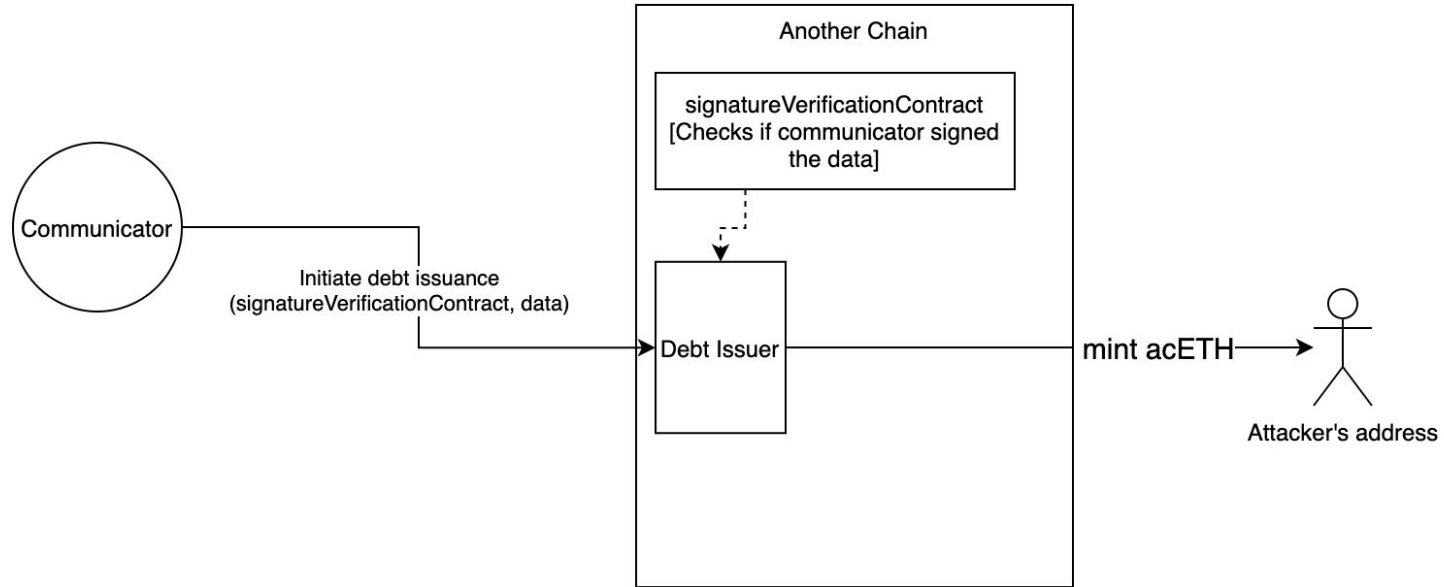 Another Chain
signatureVerificationContract
[Checks if communicator signed
the data]
Communicator
Initiate debt issuance
(signatureVerificationContract, data)
Debt Issuer
mint acETH
Attacker's address